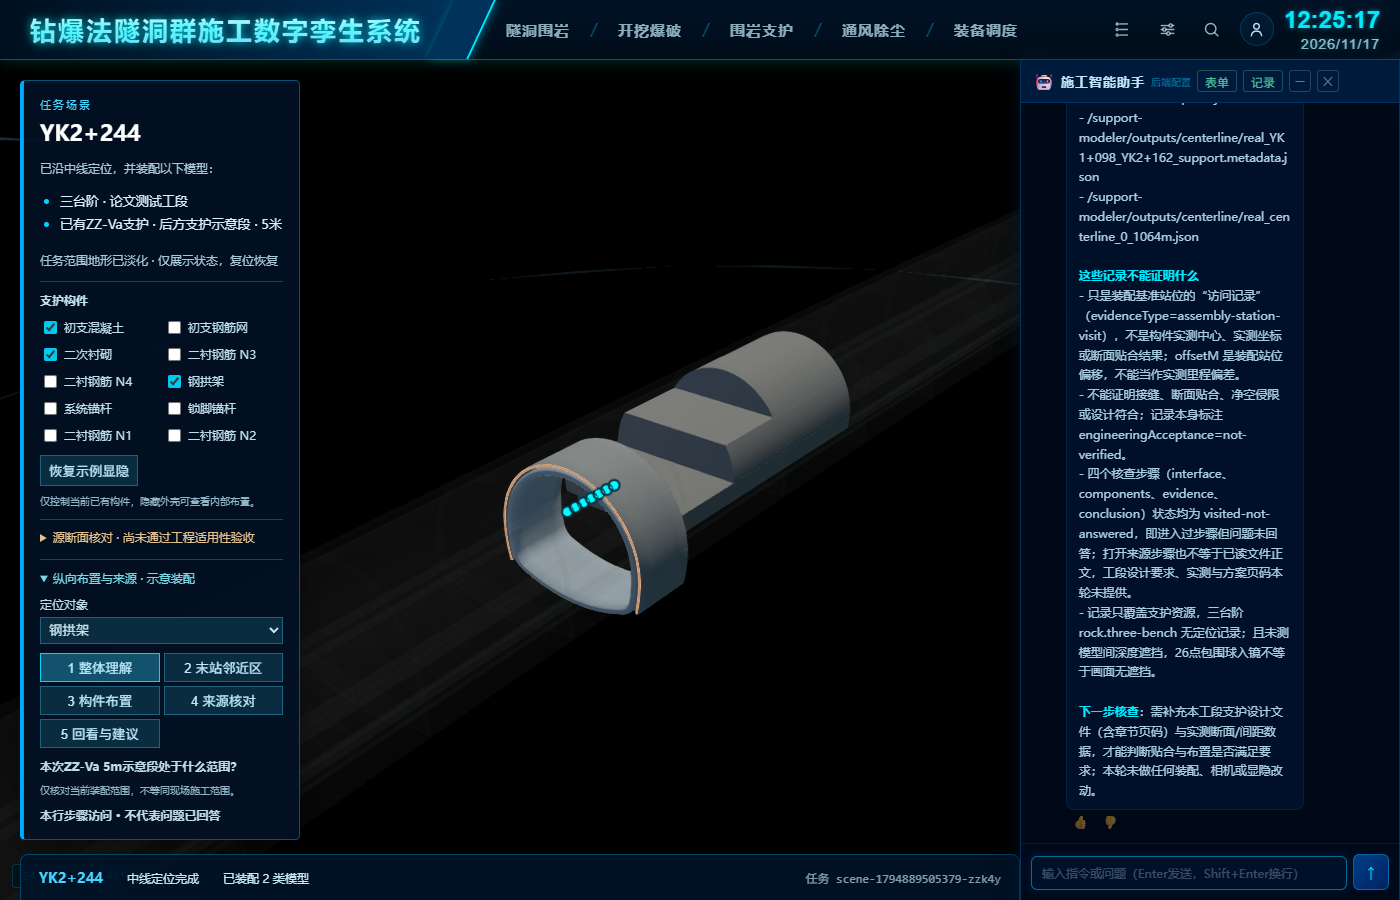 钻爆法隧洞群施工数字孪生系统
隧洞围岩 / 开挖爆破 / 围岩支护 / 通风除尘 / 装备调度
12:25:17
2026/11/17
任务场景
YK2+244
已沿中线定位，并装配以下模型：
• 三台阶 · 论文测试工段
• 已有ZZ-Va支护 · 后方支护示意段 · 5米
任务范围地形已淡化 · 仅展示状态，复位恢复
支护构件
初支混凝土 初支钢筋网
二次衬砌 二衬钢筋 N3
二衬钢筋 N4 钢拱架
系统锚杆 锁脚锚杆
二衬钢筋 N1 二衬钢筋 N2
恢复示例显隐
仅控制当前已有构件，隐藏外壳可查看内部布置。
▶ 源断面核对 · 尚未通过工程适用性验收
▼ 纵向布置与来源 · 示意装配
定位对象
钢拱架
1 整体理解 2 末站邻近区
3 构件布置 4 来源核对
5 回看与建议
本次ZZ-Va 5m示意段处于什么范围?
仅核对当前装配范围，不等同现场施工范围。
本行步骤访问 • 不代表问题已回答
YK2+244 中线定位完成 已装配 2 类模型
任务 scene-1794889505379-zzk4y
施工智能助手 后端配置 表单 记录
- /support-
modeler/outputs/centerline/real_YK
1+098_YK2+162_support.metadata.j
son
- /support-
modeler/outputs/centerline/real_cen
terline_0_1064m.json
这些记录不能证明什么
- 只是装配基准站位的“访问记录”
（evidenceType=assembly-station-
visit），不是构件实测中心、实测坐标
或断面贴合结果；offsetM 是装配站位
偏移，不能当作实测里程偏差。
- 不能证明接缝、断面贴合、净空侵限
或设计符合；记录本身标注
engineeringAcceptance=not-
verified。
- 四个核查步骤（interface、
components、evidence、
conclusion）状态均为 visited-not-
answered，即进入过步骤但问题未回
答；打开来源步骤也不等于已读文件正
文，工段设计要求、实测与方案页码本
轮未提供。
- 记录只覆盖支护资源，三台阶
rock.three-bench 无定位记录；且未测
模型间深度遮挡，26点包围球入镜不等
于画面无遮挡。
下一步核查：需补充本工段支护设计文
件（含章节页码）与实测断面/间距数
据，才能判断贴合与布置是否满足要
求；本轮未做任何装配、相机或显隐改
动。
输入指令或问题（Enter发送，Shift+Enter换行）